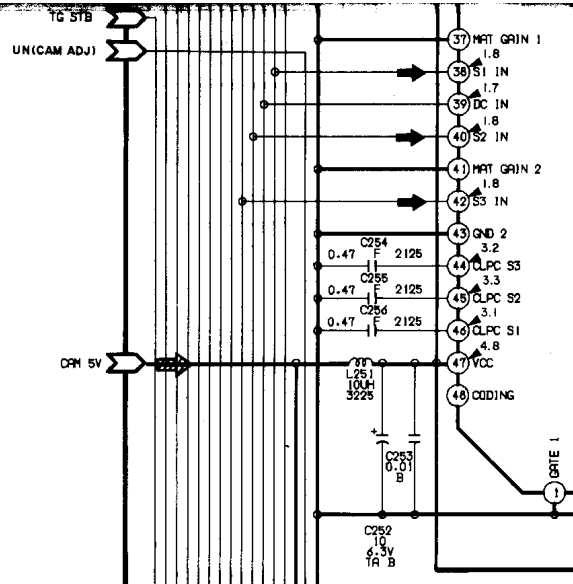 TG STB
UN(CAM ADJ)
37 MAT GAIN 1
1.8
38 S1 IN
1.7
39 DC IN
1.8
40 S2 IN
41 MAT GAIN 2
1.8
42 S3 IN
43 GND 2
3.2
C254
0.47 F 2125
44 CLPC S3
3.3
C255
0.47 F 2125
45 CLPC S2
3.1
C256
0.47 F 2125
46 CLPC S1
4.8
CAM 5V
47 VCC
L251
10UH
3225
48 CODING
C253
0.01
B
GATE 1
1
C252
10
6.3V
TA B